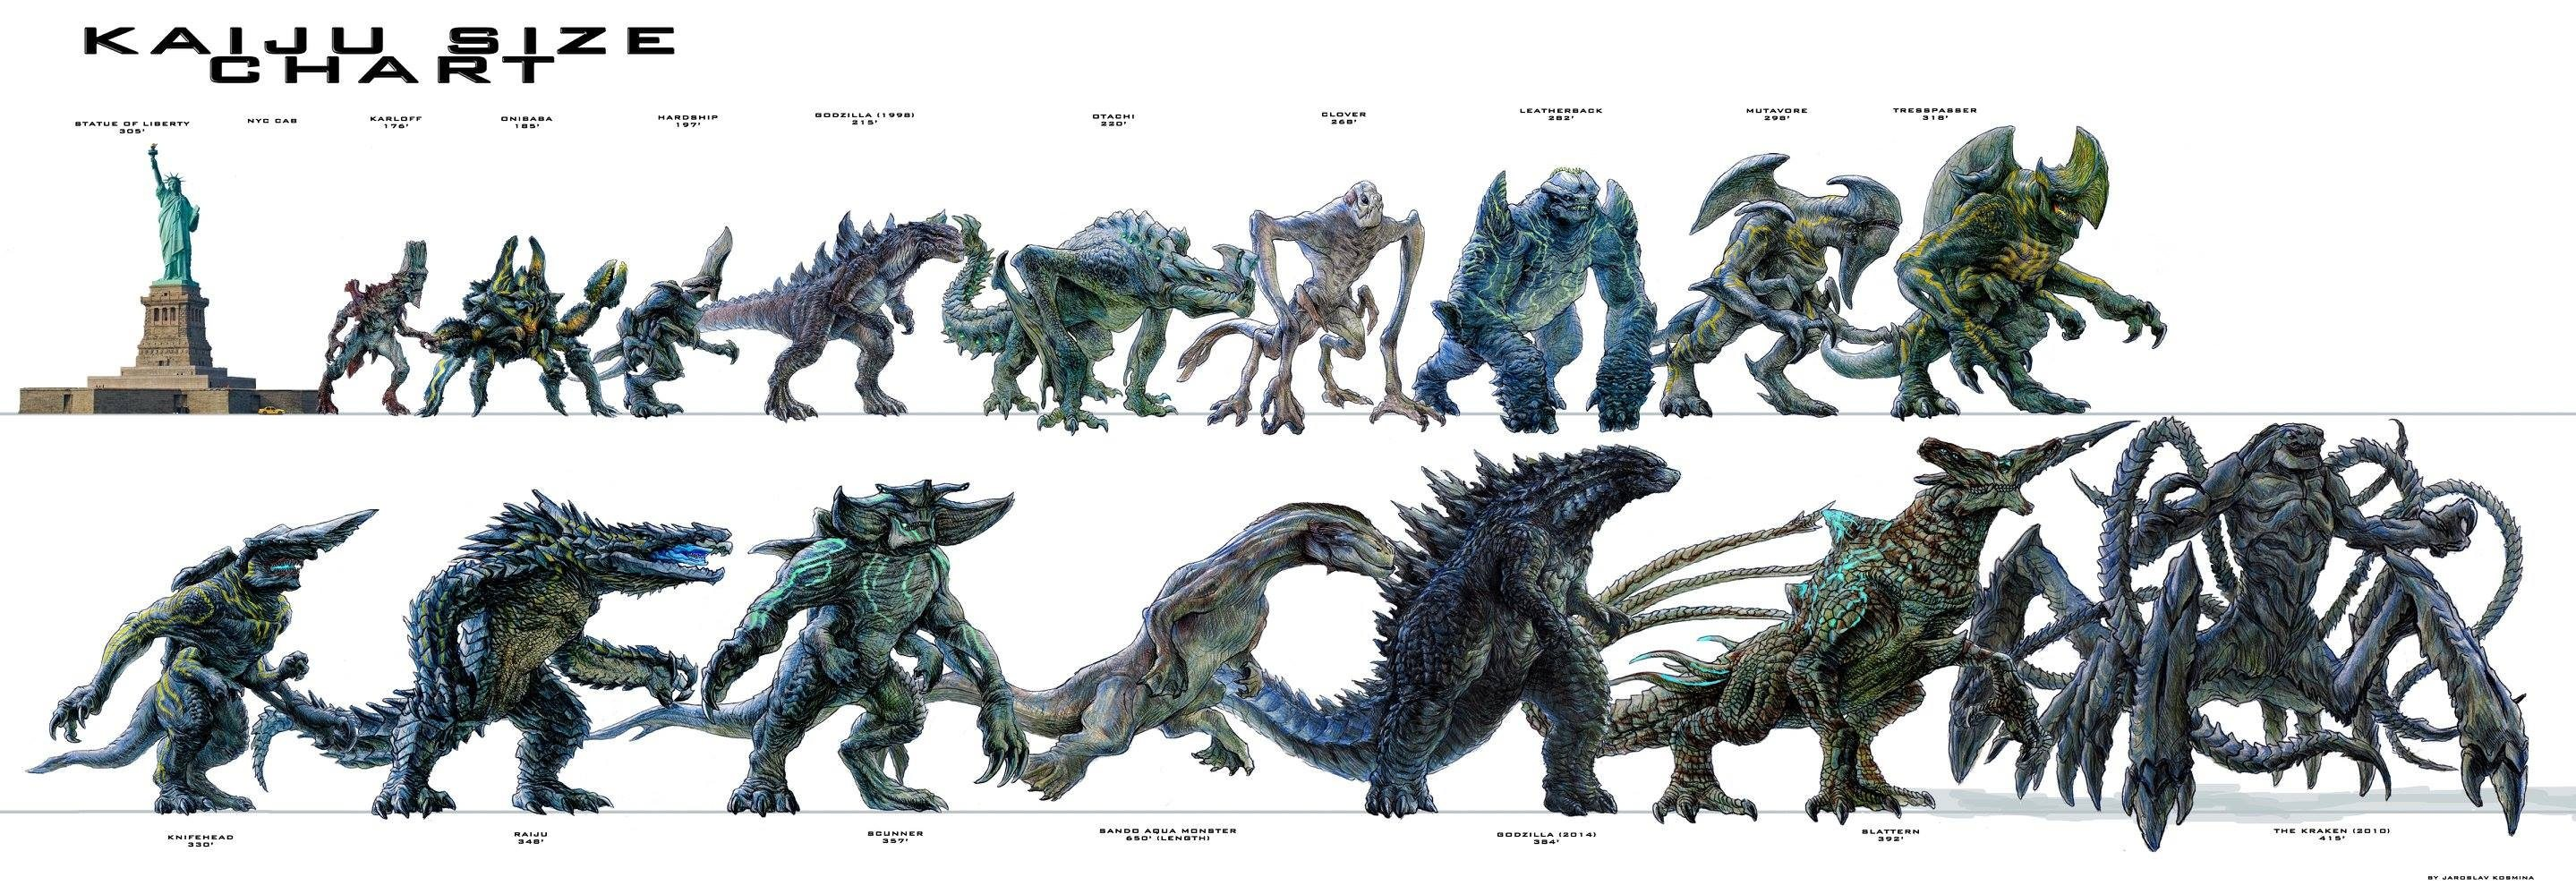 KAIJU SIZE
CHART
STATUE OF LIBERTY
305'
NYC CAB
KARLOFF
176'
ONIBABA
185'
HARDSHIP
197'
GODZILLA (1998)
215'
OTACHI
220'
CLOVER
268'
LEATHERBACK
282'
MUTAVORE
298'
TRESSPASSER
318'
KNIFEHEAD
330'
RAIJU
348'
SCUNNER
357'
SANDO AQUA MONSTER
650' (LENGTH)
GODZILLA (2014)
384'
SLATTERN
392'
THE KRAKEN (2010)
415'
BY JAROSLAV KOSMINA